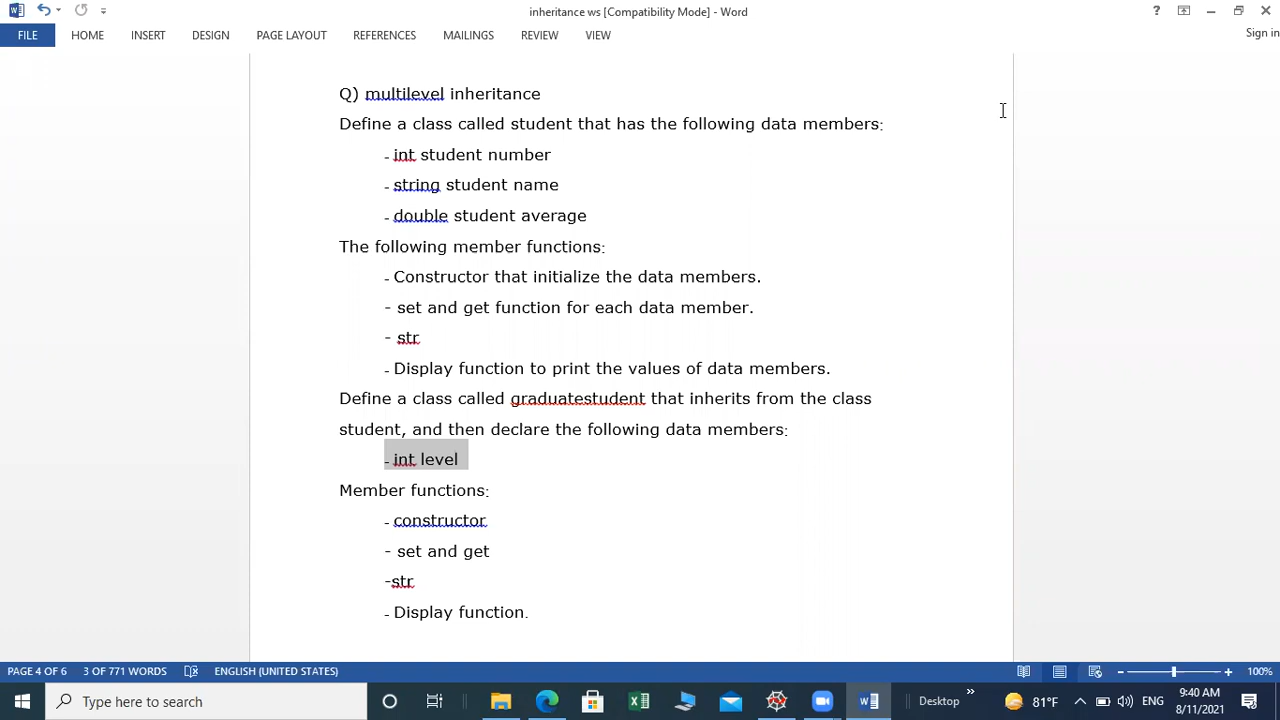 inheritance ws [Compatibility Mode] - Word
?
FILE HOME INSERT DESIGN PAGE LAYOUT REFERENCES MAILINGS REVIEW VIEW
Sign in
Q) multilevel inheritance
Define a class called student that has the following data members:
- int student number
- string student name
- double student average
The following member functions:
- Constructor that initialize the data members.
- set and get function for each data member.
- str
- Display function to print the values of data members.
Define a class called graduatestudent that inherits from the class
student, and then declare the following data members:
- int level
Member functions:
- constructor
- set and get
-str
- Display function.
PAGE 4 OF 6 3 OF 771 WORDS ENGLISH (UNITED STATES) 100%
Type here to search Desktop 81°F ENG 9:40 AM
8/11/2021